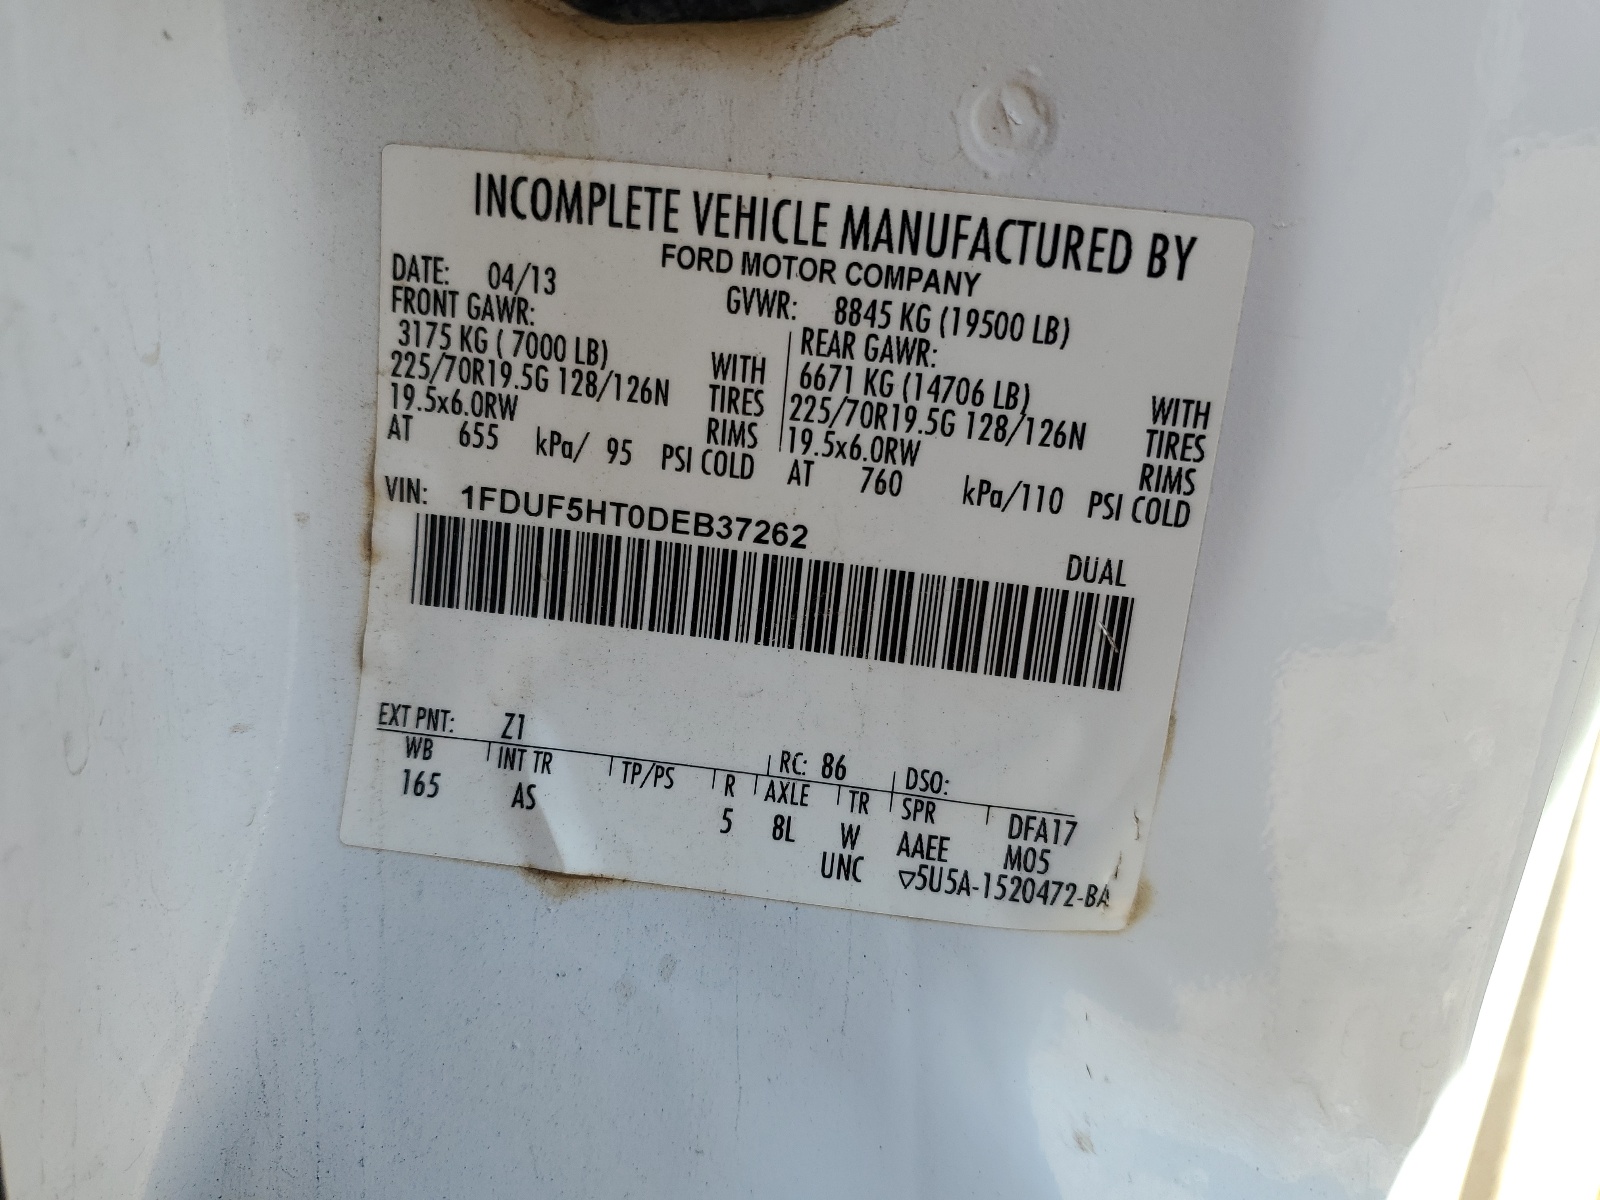 INCOMPLETE VEHICLE MANUFACTURED BY
FORD MOTOR COMPANY
DATE: 04/13 GVWR: 8845 KG (19500 LB)
FRONT GAWR: REAR GAWR:
3175 KG ( 7000 LB) WITH 6671 KG (14706 LB) WITH
225/70R19.5G 128/126N TIRES 225/70R19.5G 128/126N TIRES
19.5x6.0RW RIMS 19.5x6.0RW RIMS
AT 655 kPa/ 95 PSI COLD AT 760 kPa/110 PSI COLD
VIN: 1FDUF5HT0DEB37262
DUAL
EXT PNT: Z1 RC: 86 DSO:
WB INT TR TP/PS R AXLE TR SPR DFA17
165 AS 5 8L W AAEE M05
UNC ▽5U5A-1520472-BA